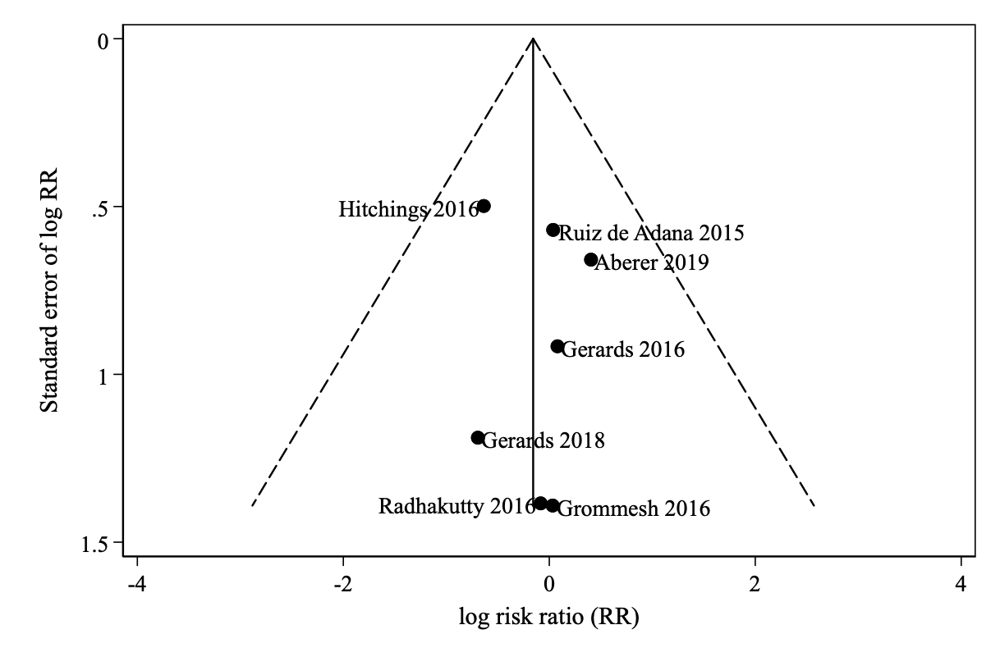 0
.5
1
1.5
Standard error of log RR
Hitchings 2016
Ruiz de Adana 2015
Aberer 2019
Gerards 2016
Gerards 2018
Radhakutty 2016
Grommesh 2016
-4
-2
0
2
4
log risk ratio (RR)